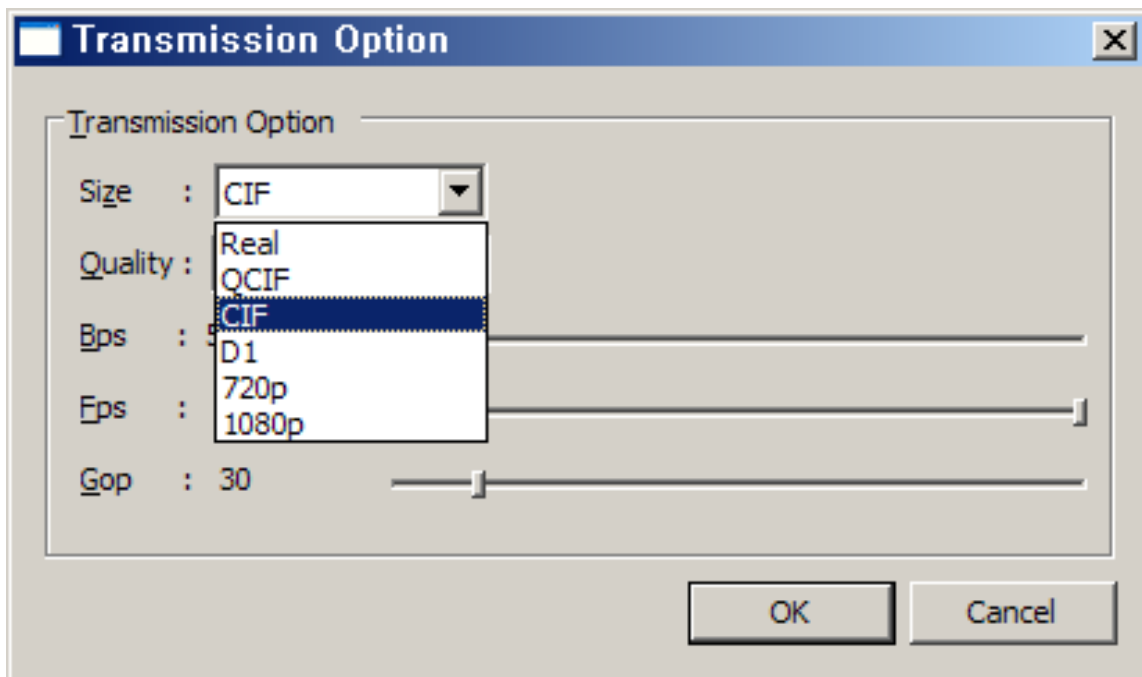 Transmission Option
Transmission Option
Size : CIF
Real
Quality :
QCIF
CIF
Bps :
D1
720p
Fps :
1080p
Gop : 30
OK Cancel